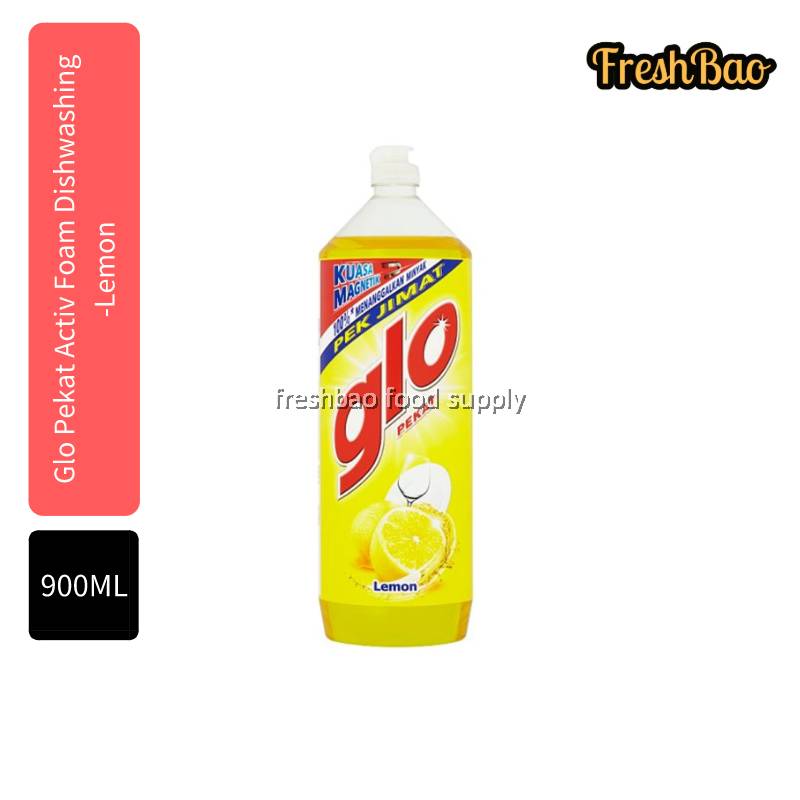 FreshBao
Glo Pekat Activ Foam Dishwashing
-Lemon
900ML
KUASA
MAGNETIK
100%* MENANGGALKAN MINYAK
PEK JIMAT
glo
PEKAT
freshbao food supply
Lemon